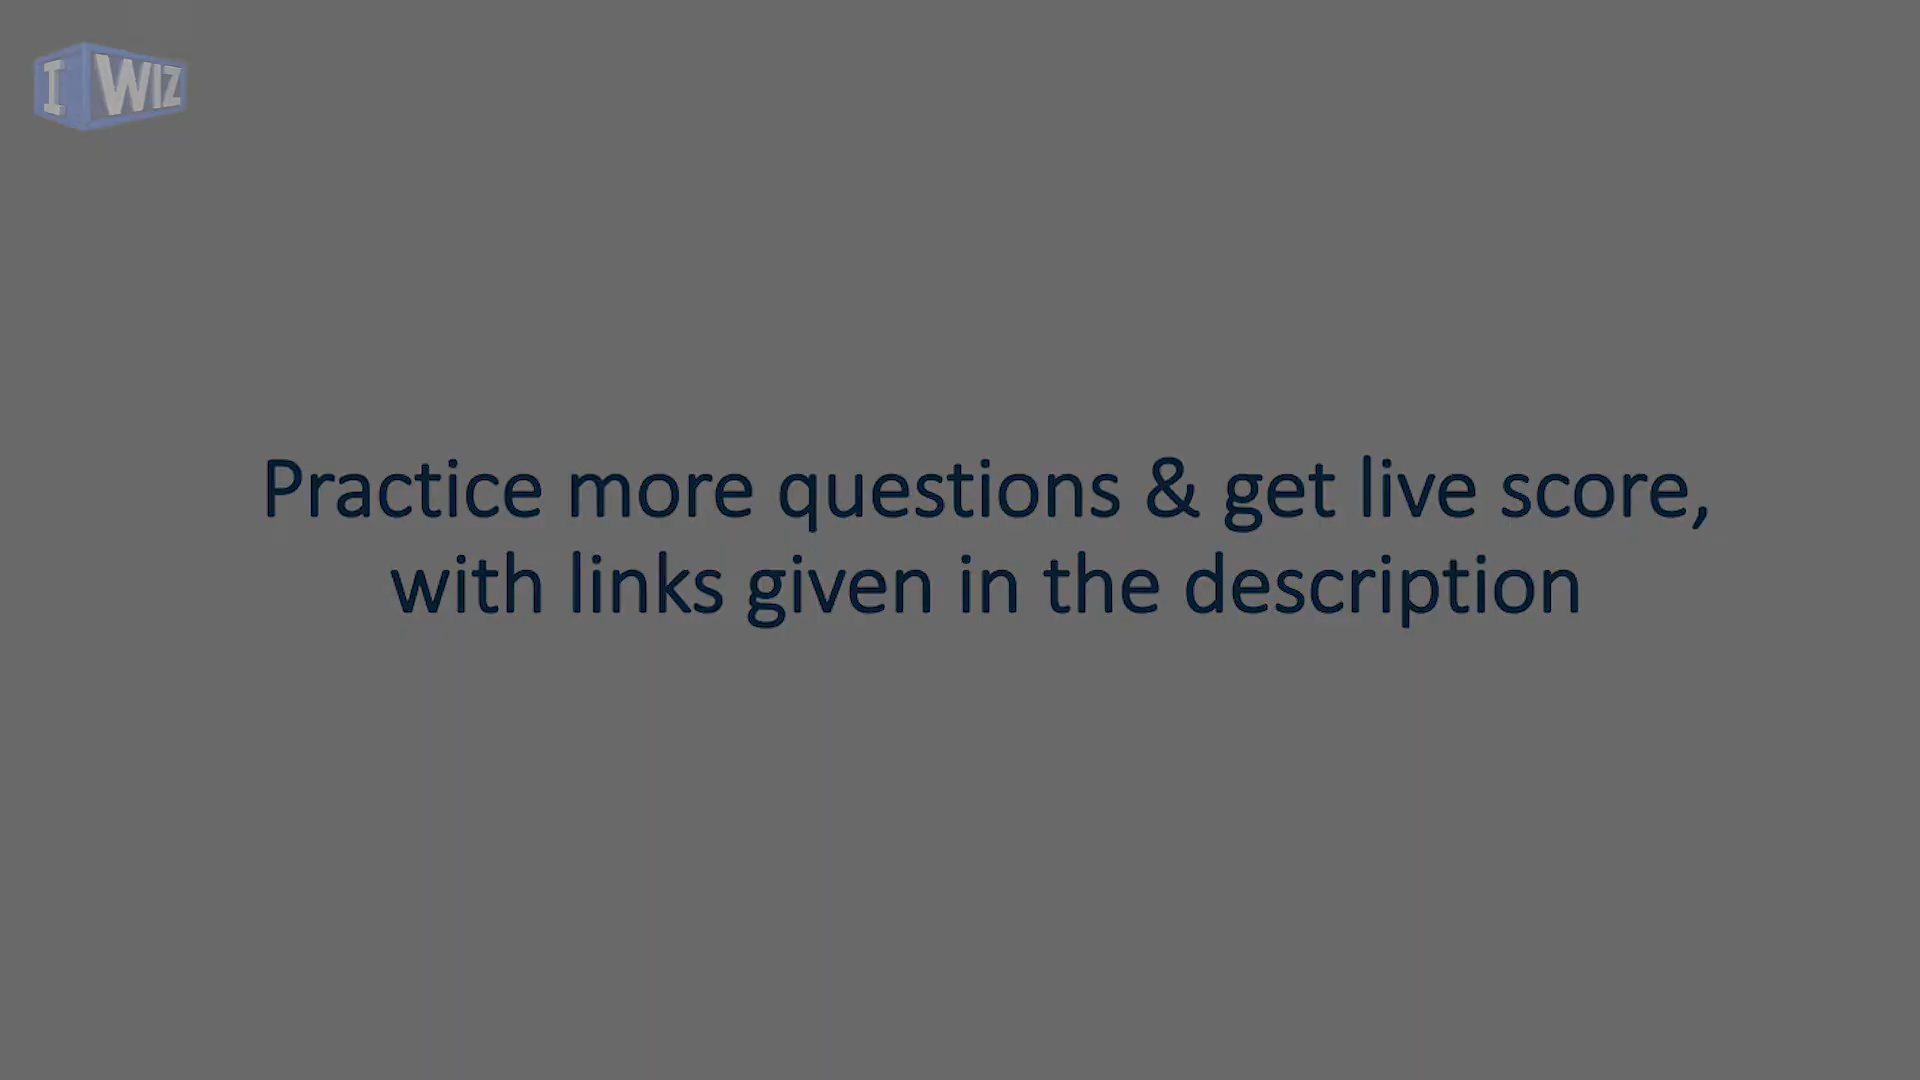 I WIZ
Practice more questions & get live score,
with links given in the description